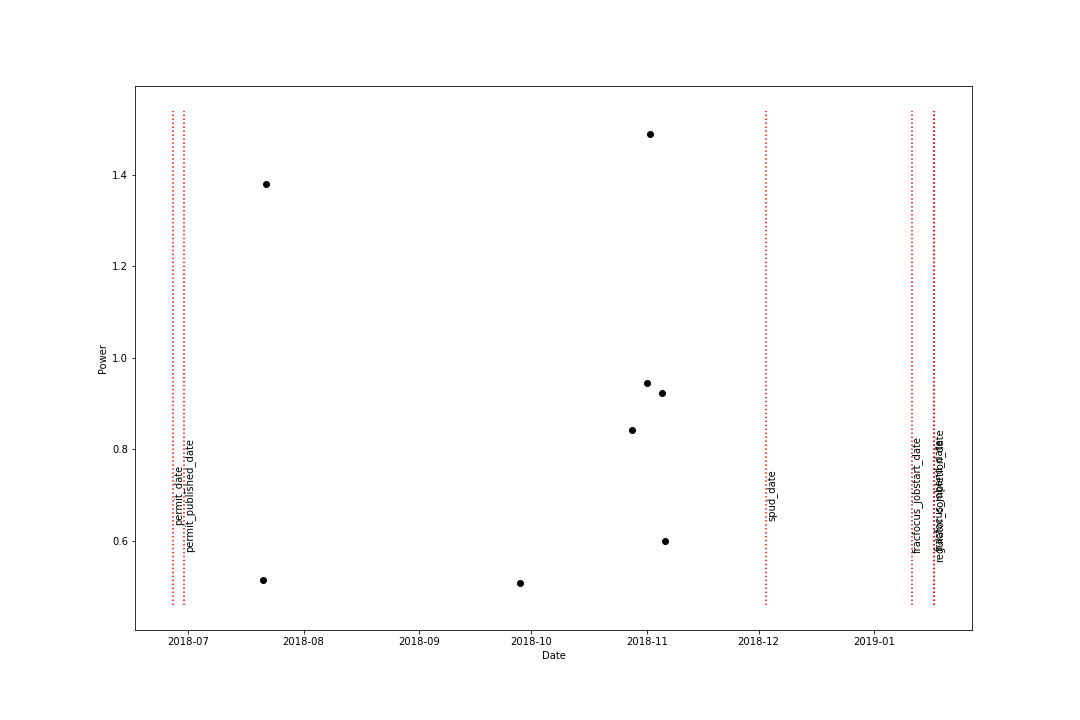 1.4
1.2
1.0
0.8
0.6
Power
permit_date
permit_published_date
spud_date
fracfocus_jobstart_date
2018-07
2018-08
2018-09
2018-10
2018-11
2018-12
2019-01
Date